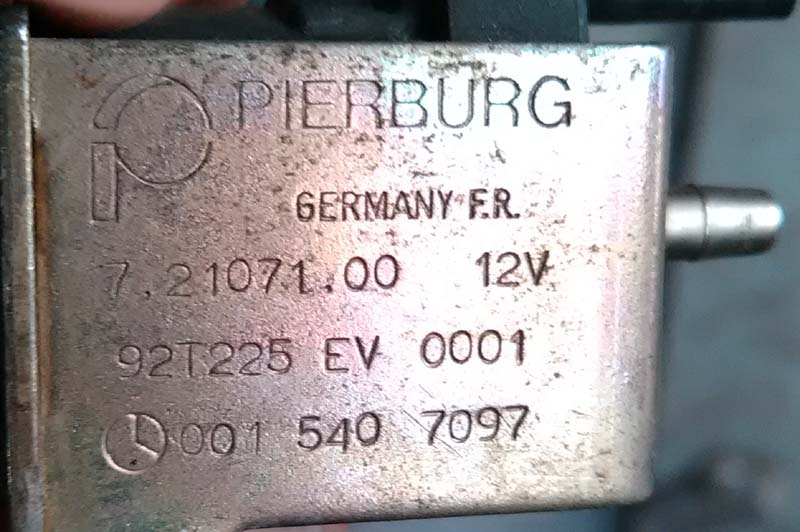 PIERBURG
GERMANY F.R.
7.21071.00 12V
92T225 EV 0001
001 540 7097